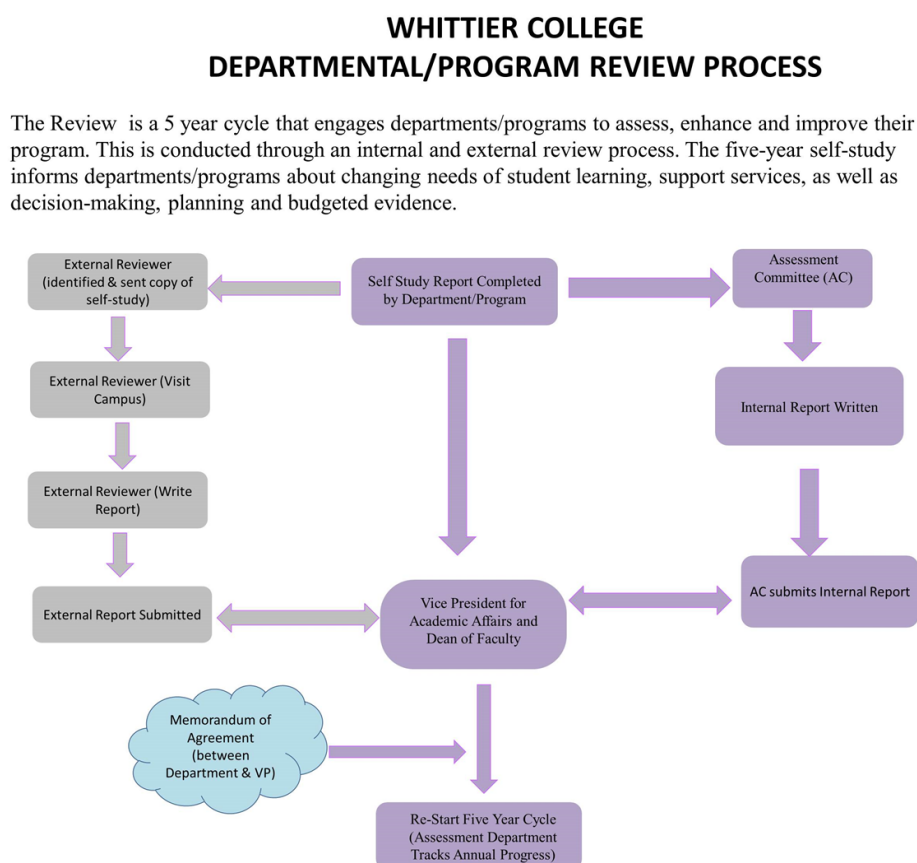 WHITTIER COLLEGE
DEPARTMENTAL/PROGRAM REVIEW PROCESS
The Review is a 5 year cycle that engages departments/programs to assess, enhance and improve their
program. This is conducted through an internal and external review process. The five-year self-study
informs departments/programs about changing needs of student learning, support services, as well as
decision-making, planning and budgeted evidence.
External Reviewer
(identified & sent copy of
self-study)
Self Study Report Completed
by Department/Program
Assessment
Committee (AC)
External Reviewer (Visit
Campus)
Internal Report Written
External Reviewer (Write
Report)
External Report Submitted
Vice President for
Academic Affairs and
Dean of Faculty
AC submits Internal Report
Memorandum of
Agreement
(between
Department & VP)
Re-Start Five Year Cycle
(Assessment Department
Tracks Annual Progress)